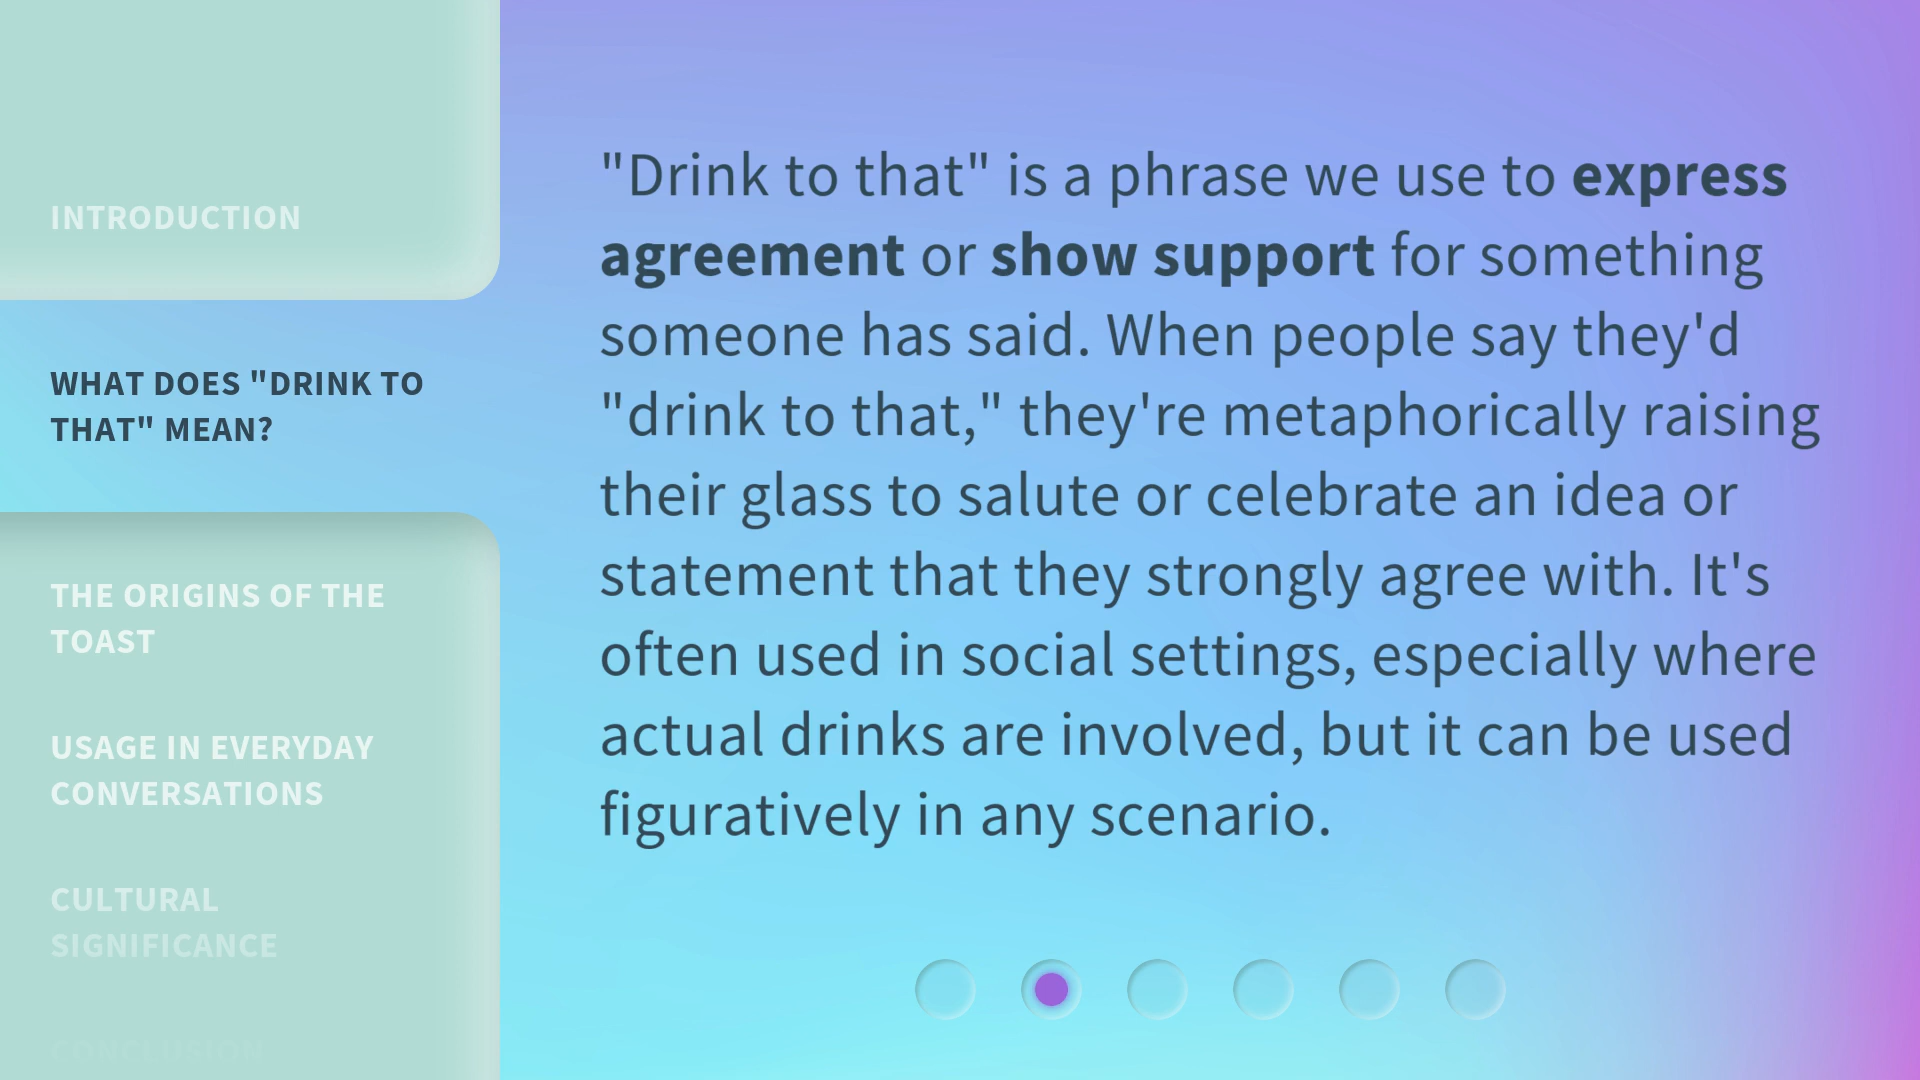 INTRODUCTION
WHAT DOES "DRINK TO
THAT" MEAN?
THE ORIGINS OF THE
TOAST
USAGE IN EVERYDAY
CONVERSATIONS
CULTURAL
SIGNIFICANCE
CONCLUSION
"Drink to that" is a phrase we use to express
agreement or show support for something
someone has said. When people say they'd
"drink to that," they're metaphorically raising
their glass to salute or celebrate an idea or
statement that they strongly agree with. It's
often used in social settings, especially where
actual drinks are involved, but it can be used
figuratively in any scenario.